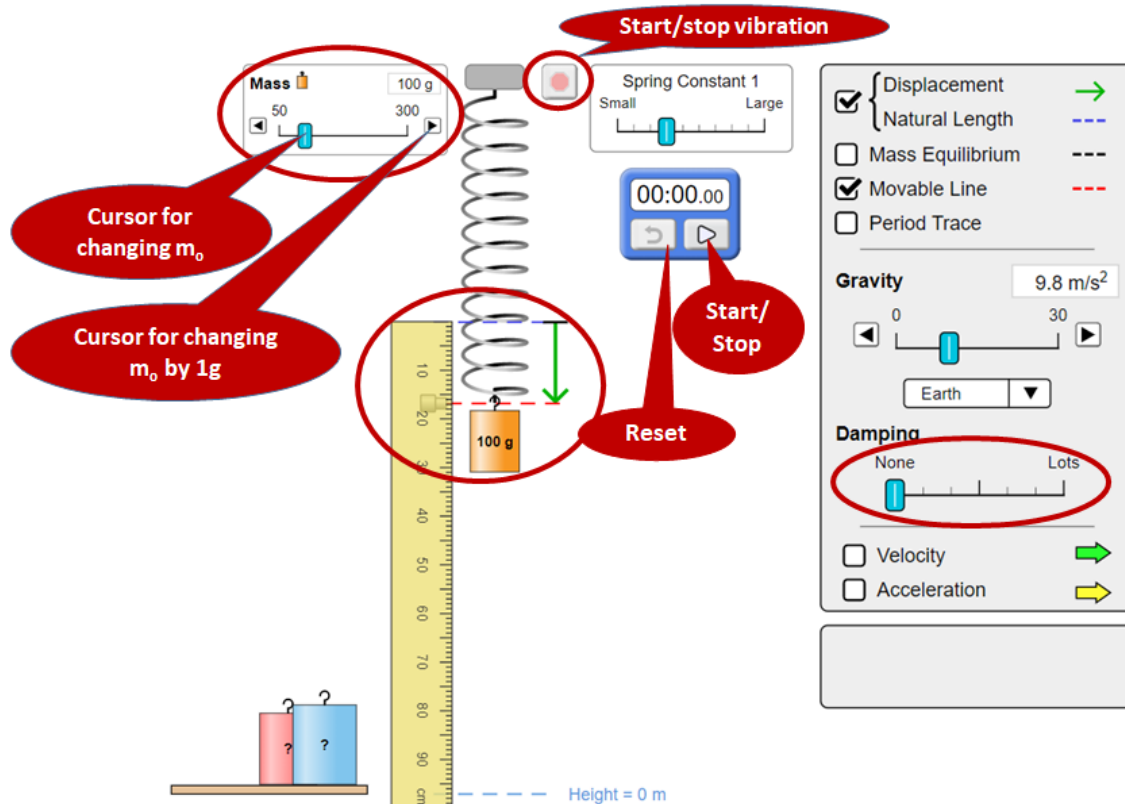 Start/stop vibration
Mass
100 g
50
300
Spring Constant 1
Small
Large
Displacement
Natural Length
Mass Equilibrium
Movable Line
Period Trace
00:00.00
Cursor for
changing mₒ
Cursor for changing
mₒ by 1g
Start/
Stop
Reset
Gravity
9.8 m/s²
0
30
Earth
Damping
None
Lots
Velocity
Acceleration
10
20
30
40
50
60
70
80
90
cm
100 g
?
?
Height = 0 m